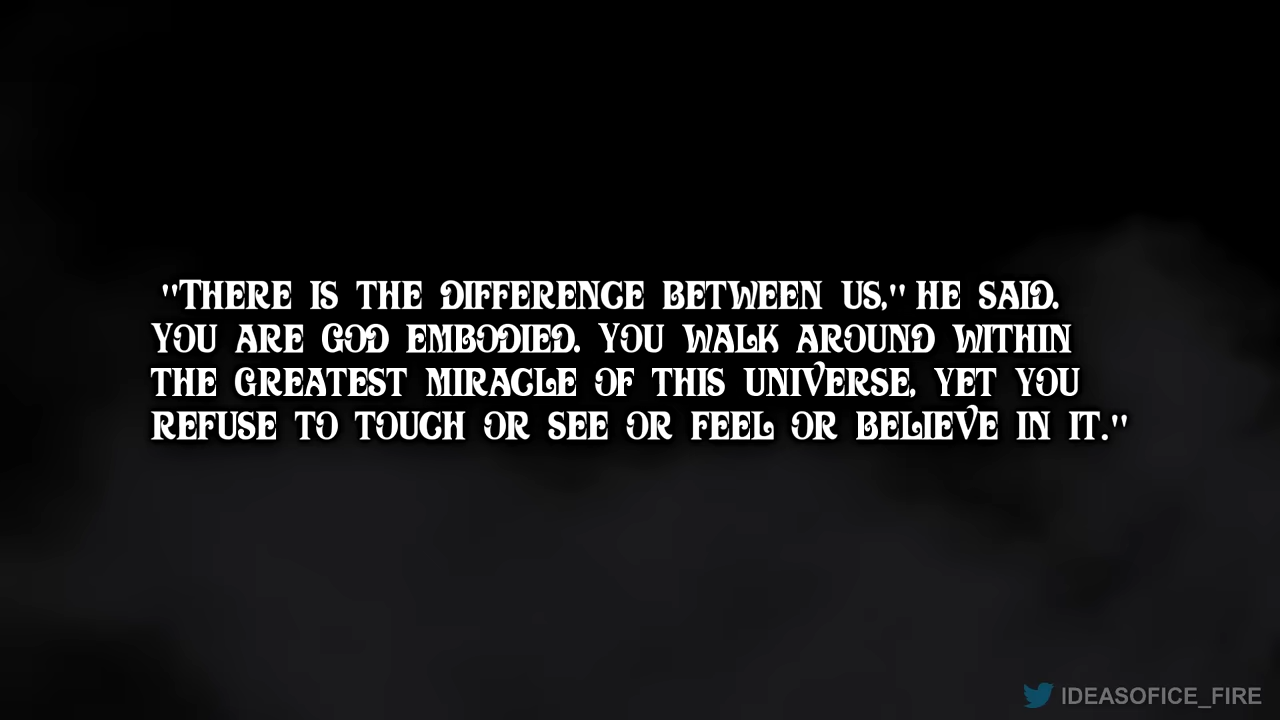 "There is the difference between us," he said.
You are God embodied. You walk around within
the greatest miracle of this universe, yet you
refuse to touch or see or feel or believe in it."
IDEASOFICE_FIRE